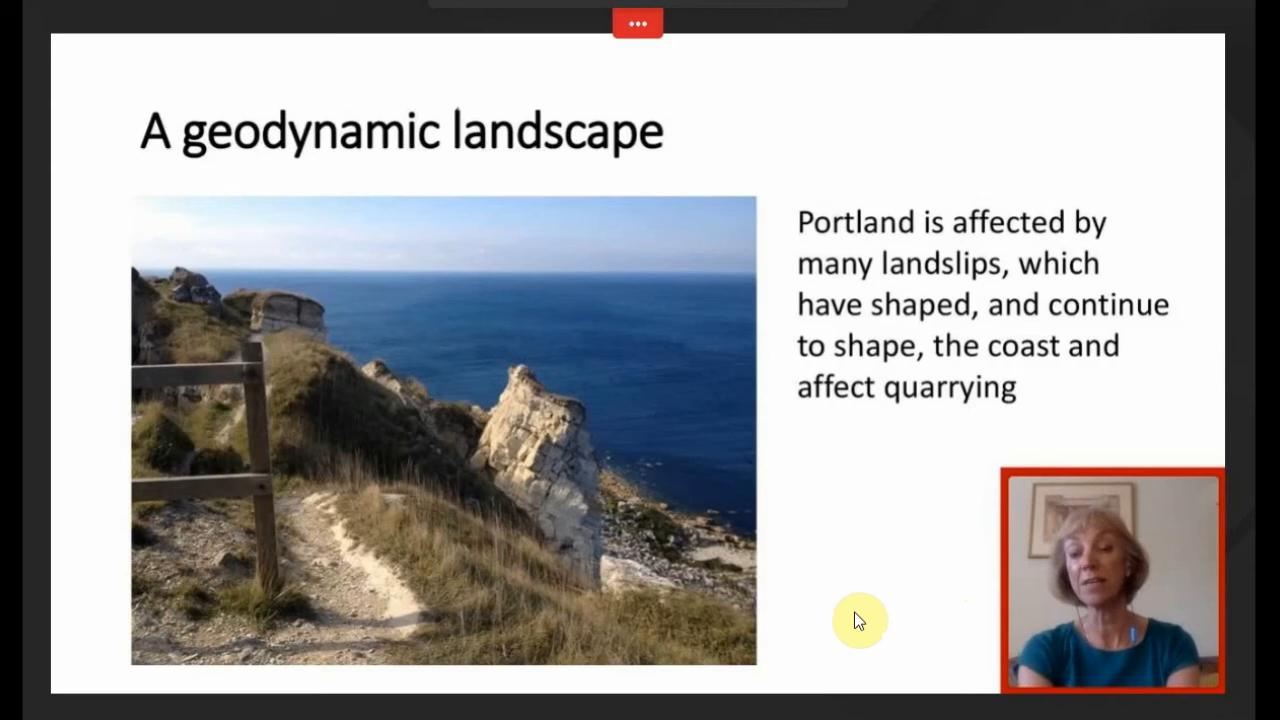 A geodynamic landscape
Portland is affected by
many landslips, which
have shaped, and continue
to shape, the coast and
affect quarrying